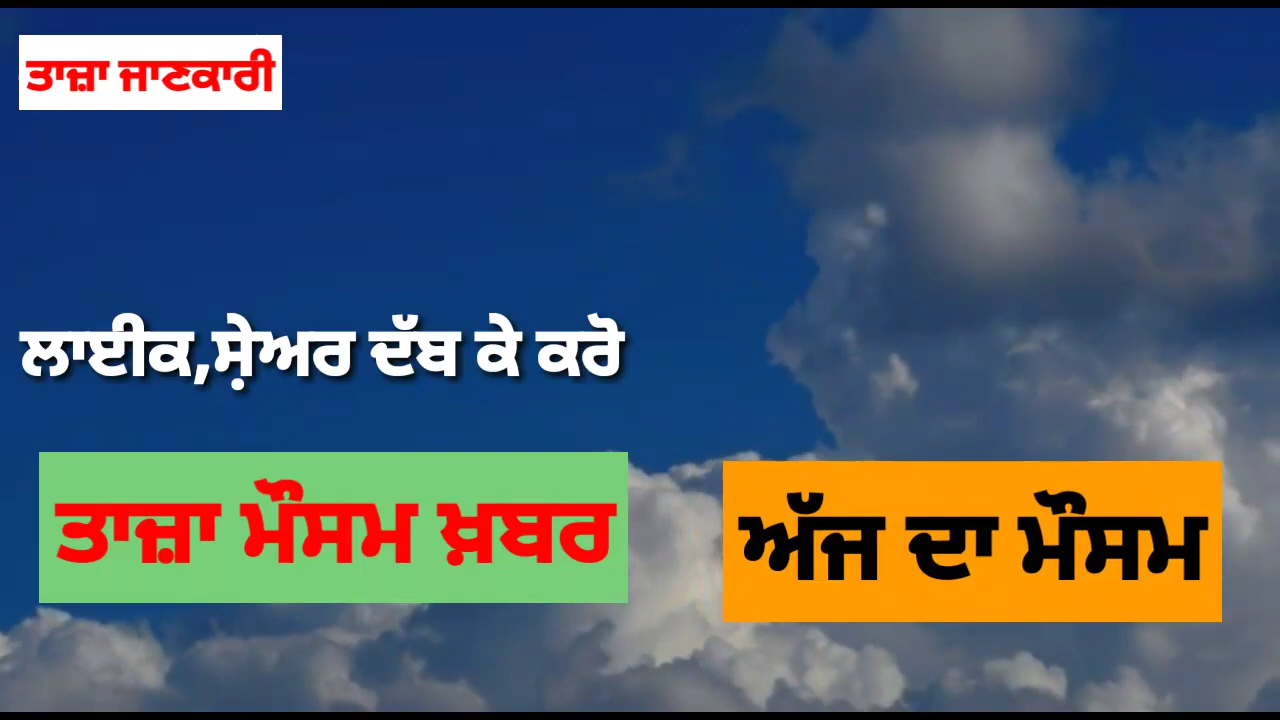 ਤਾਜ਼ਾ ਜਾਣਕਾਰੀ
ਲਾਈਕ,ਸ਼ੇਅਰ ਦੱਬ ਕੇ ਕਰੋ
ਤਾਜ਼ਾ ਮੌਸਮ ਖ਼ਬਰ
ਅੱਜ ਦਾ ਮੌਸਮ